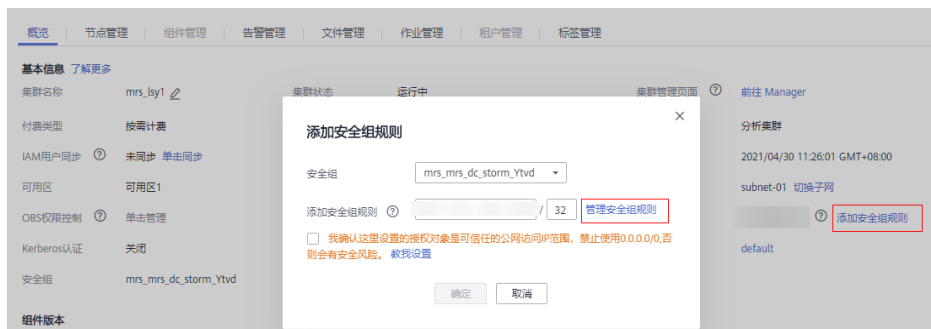 概览 节点管理 组件管理 告警管理 文件管理 作业管理 租户管理 标签管理
基本信息 了解更多
集群名称 mrs_lsy1 集群状态 运行中 集群管理页面 ? 前往 Manager
付费类型 按需计费 分析集群
IAM用户同步 ? 未同步 单击同步 2021/04/30 11:26:01 GMT+08:00
可用区 可用区1 subnet-01 切换子网
OBS权限控制 ? 单击管理 ? 添加安全组规则
Kerberos认证 关闭 default
安全组 mrs_mrs_dc_storm_Ytvd
组件版本
添加安全组规则
安全组 mrs_mrs_dc_storm_Ytvd
添加安全组规则 ? / 32 管理安全组规则
我确认这里设置的授权对象是可信任的公网访问IP范围，禁止使用0.0.0.0/0,否
则会有安全风险。 教我设置
确定 取消